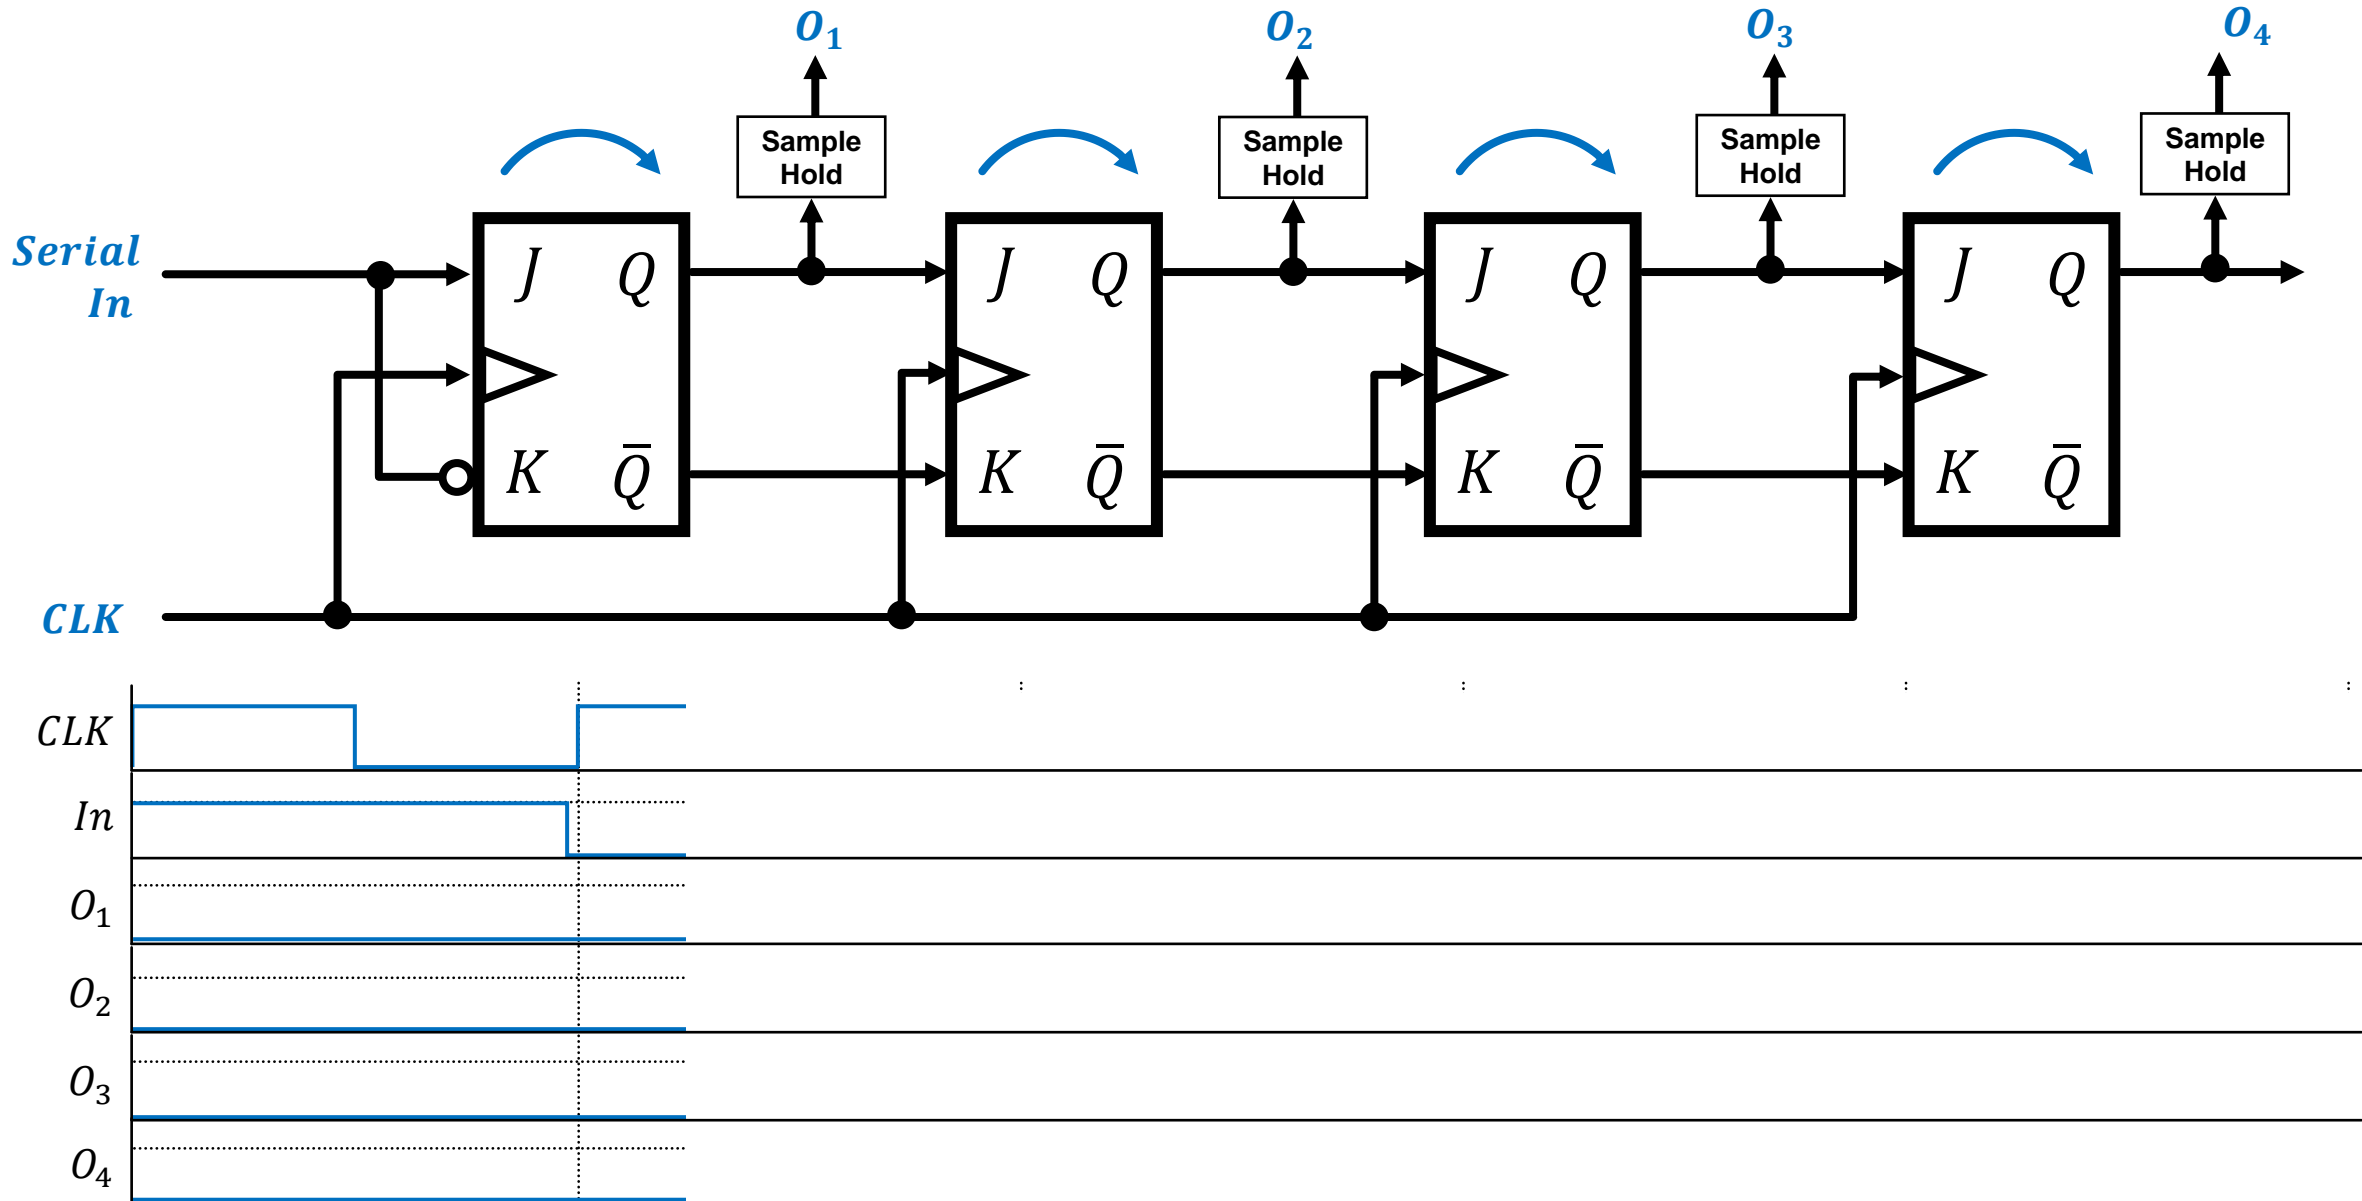 O₁ O₂ O₃ O₄
Sample Hold
Sample Hold
Sample Hold
Sample Hold
Serial In
J Q J Q J Q J Q
K Q̅ K Q̅ K Q̅ K Q̅
CLK
CLK
In
O₁
O₂
O₃
O₄